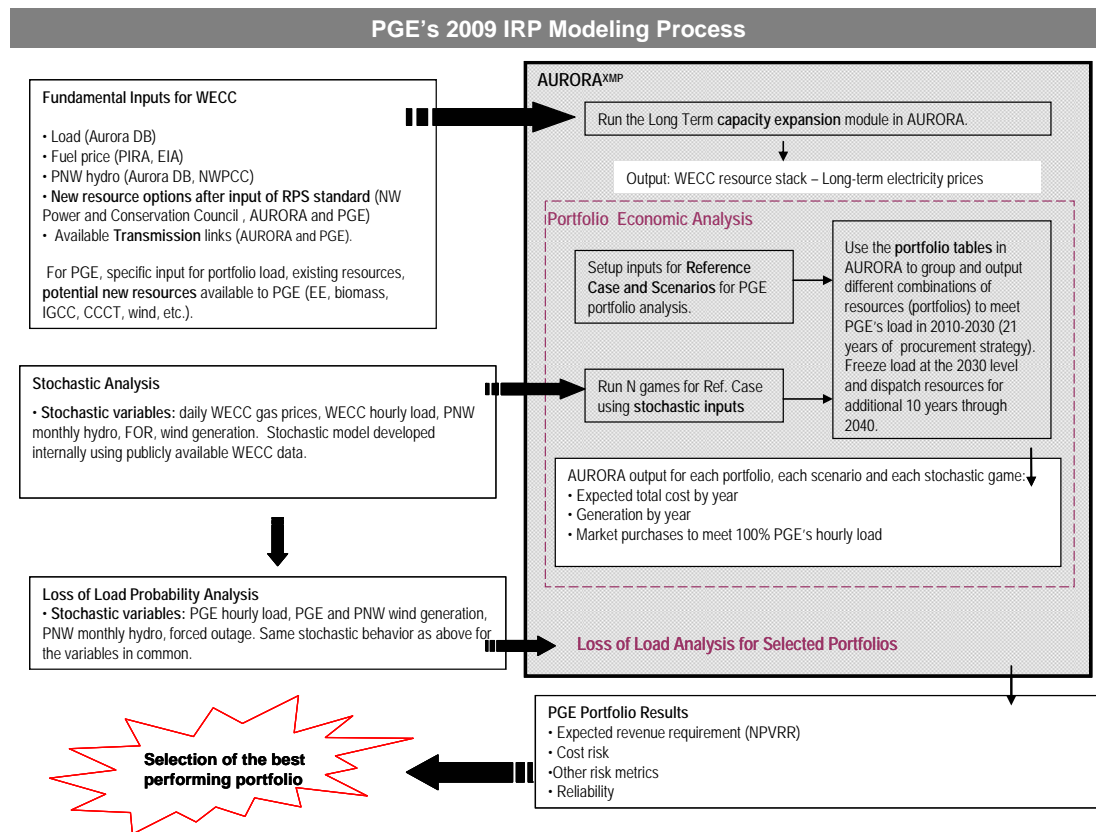 PGE's 2009 IRP Modeling Process
Fundamental Inputs for WECC
• Load (Aurora DB)
• Fuel price (PIRA, EIA)
• PNW hydro (Aurora DB, NWPCC)
• New resource options after input of RPS standard (NW
Power and Conservation Council , AURORA and PGE)
• Available Transmission links (AURORA and PGE).
For PGE, specific input for portfolio load, existing resources,
potential new resources available to PGE (EE, biomass,
IGCC, CCCT, wind, etc.).
Stochastic Analysis
• Stochastic variables: daily WECC gas prices, WECC hourly load, PNW
monthly hydro, FOR, wind generation. Stochastic model developed
internally using publicly available WECC data.
Loss of Load Probability Analysis
• Stochastic variables: PGE hourly load, PGE and PNW wind generation,
PNW monthly hydro, forced outage. Same stochastic behavior as above for
the variables in common.
AURORAXMP
Run the Long Term capacity expansion module in AURORA.
Output: WECC resource stack – Long-term electricity prices
Portfolio Economic Analysis
Setup inputs for Reference
Case and Scenarios for PGE
portfolio analysis.
Run N games for Ref. Case
using stochastic inputs
Use the portfolio tables in
AURORA to group and output
different combinations of
resources (portfolios) to meet
PGE's load in 2010-2030 (21
years of procurement strategy).
Freeze load at the 2030 level
and dispatch resources for
additional 10 years through
2040.
AURORA output for each portfolio, each scenario and each stochastic game:
• Expected total cost by year
• Generation by year
• Market purchases to meet 100% PGE's hourly load
Loss of Load Analysis for Selected Portfolios
PGE Portfolio Results
• Expected revenue requirement (NPVRR)
• Cost risk
•Other risk metrics
• Reliability
Selection of the best
performing portfolio